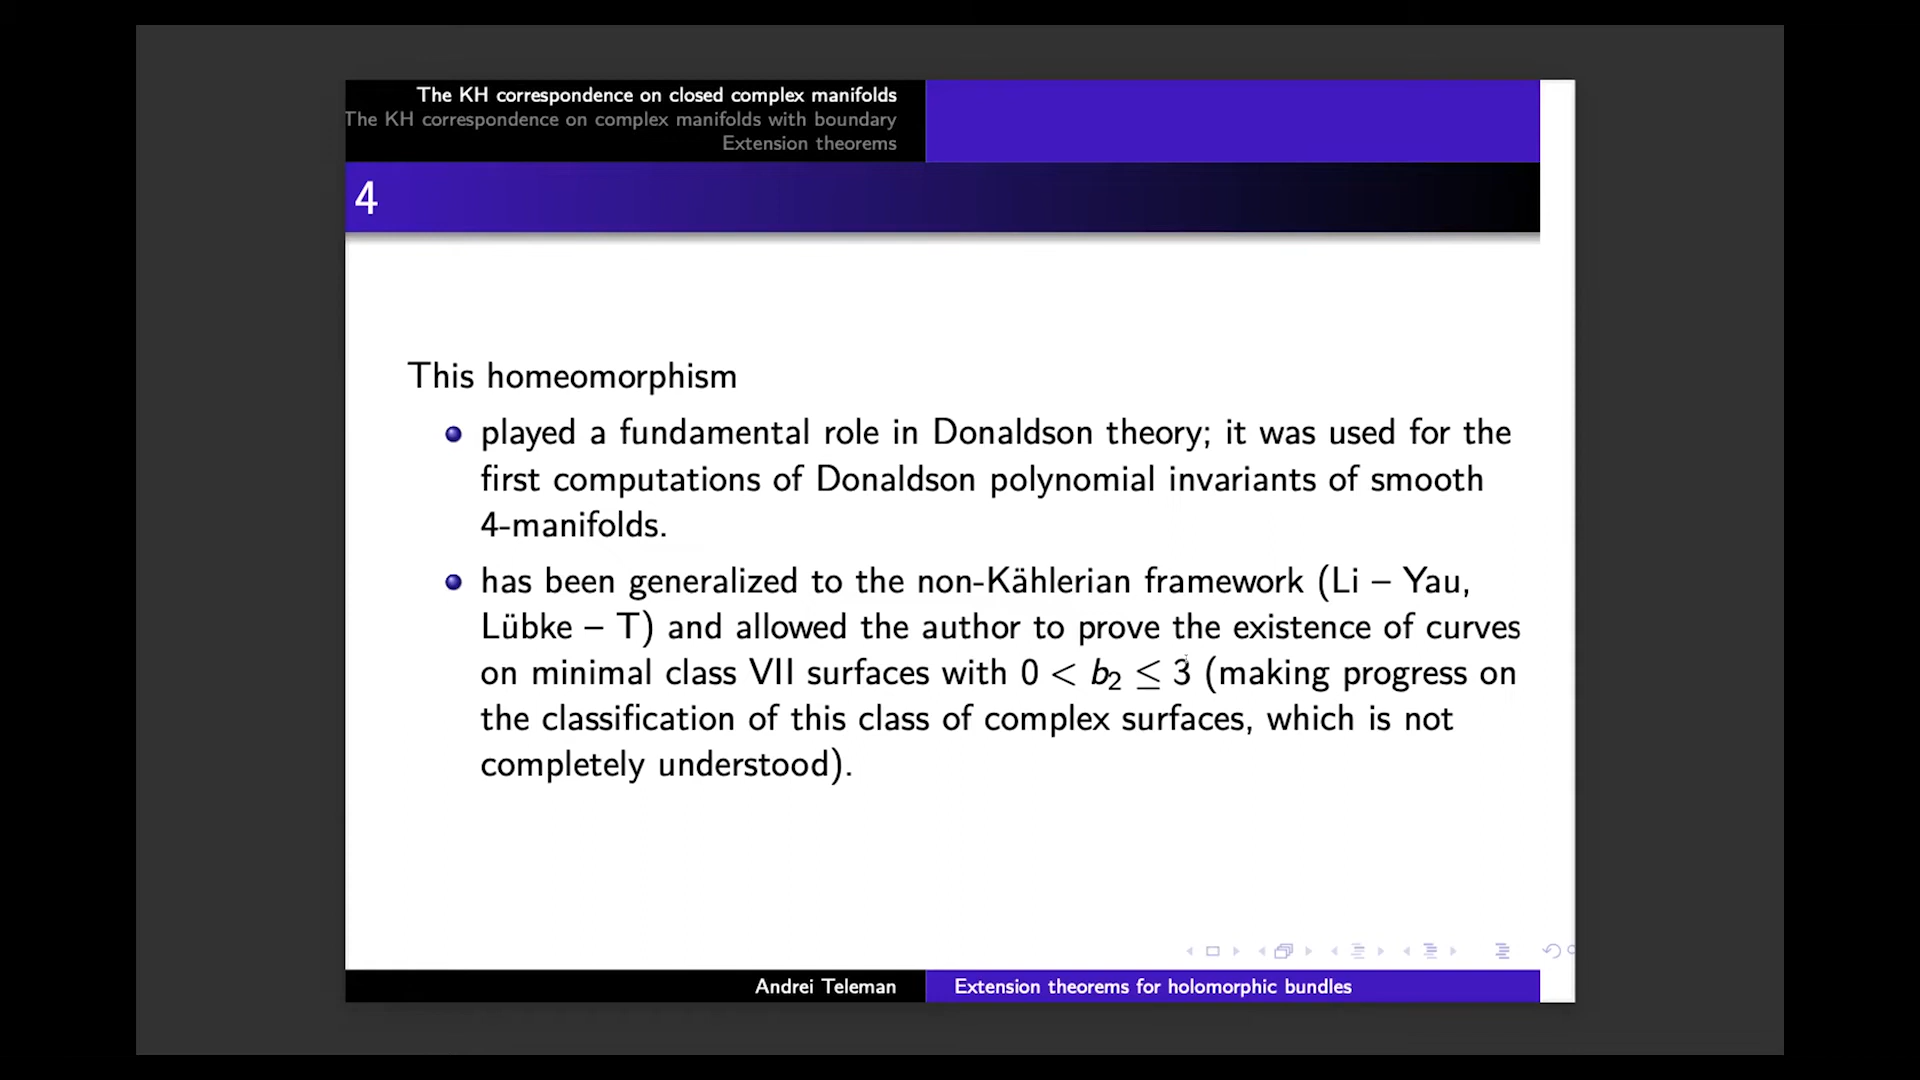 The KH correspondence on closed complex manifolds
The KH correspondence on complex manifolds with boundary
Extension theorems
4
This homeomorphism
played a fundamental role in Donaldson theory; it was used for the
first computations of Donaldson polynomial invariants of smooth
4-manifolds.
has been generalized to the non-Kählerian framework (Li – Yau,
Lübke – T) and allowed the author to prove the existence of curves
on minimal class VII surfaces with 0 < b₂ ≤ 3 (making progress on
the classification of this class of complex surfaces, which is not
completely understood).
Andrei Teleman
Extension theorems for holomorphic bundles